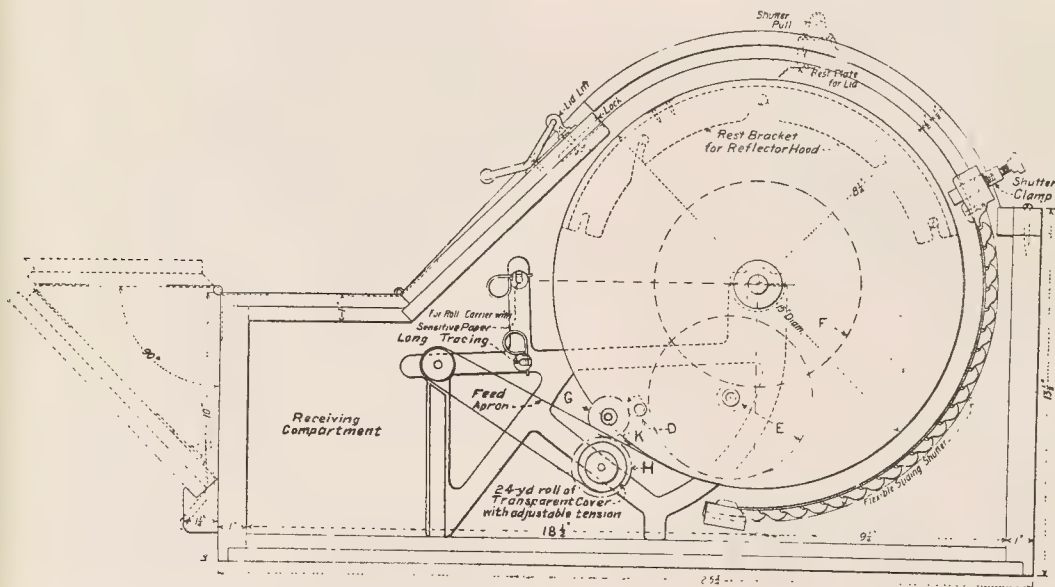 Shutter
Pull
Rest Plate
for Lid
Lid Lift
Lock
Rest Bracket
for Reflector Hood
8½"
Shutter
Clamp
For Roll Carrier with
Sensitive Paper
Long Tracing
15" Diam.
F
90°
10"
Feed
Apron
G
D
K
E
H
Receiving
Compartment
24-yd roll of
Transparent Cover
with adjustable tension
Flexible Sliding Shutter
1½"
1"
18½"
9½"
1"